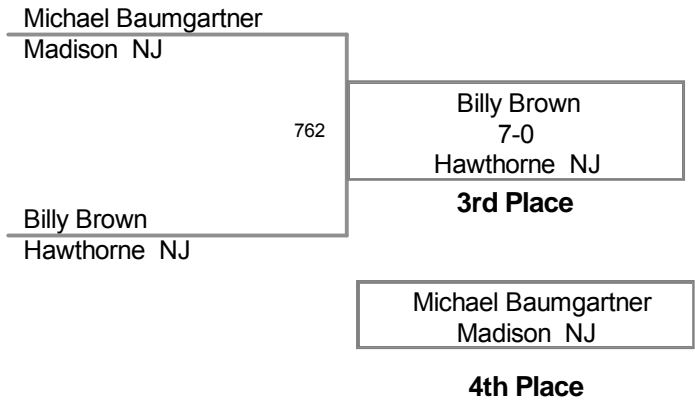 Michael Baumgartner
Madison NJ
762
Billy Brown
7-0
Hawthorne NJ
3rd Place
Billy Brown
Hawthorne NJ
Michael Baumgartner
Madison NJ
4th Place